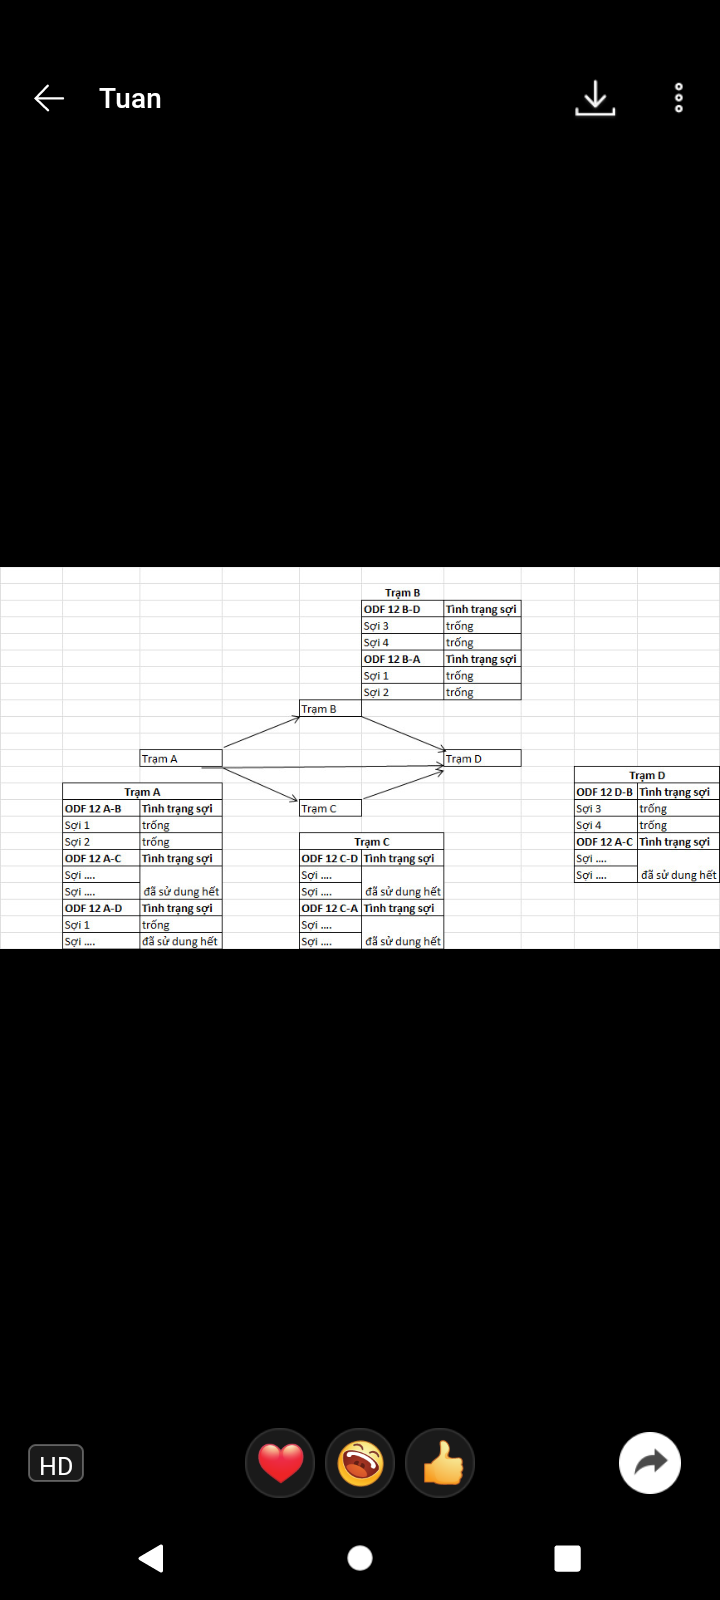 Tuan
Trạm B
ODF 12 B-D Tình trạng sợi
Sợi 3 trống
Sợi 4 trống
ODF 12 B-A Tình trạng sợi
Sợi 1 trống
Sợi 2 trống
Trạm B
Trạm A
Trạm D
Trạm C
Trạm A
ODF 12 A-B Tình trạng sợi
Sợi 1 trống
Sợi 2 trống
ODF 12 A-C Tình trạng sợi
Sợi ....
Sợi .... đã sử dung hết
ODF 12 A-D Tình trạng sợi
Sợi 1 trống
Sợi .... đã sử dung hết
Trạm C
ODF 12 C-D Tình trạng sợi
Sợi ....
Sợi .... đã sử dung hết
ODF 12 C-A Tình trạng sợi
Sợi ....
Sợi .... đã sử dung hết
Trạm D
ODF 12 D-B Tình trạng sợi
Sợi 3 trống
Sợi 4 trống
ODF 12 A-C Tình trạng sợi
Sợi ....
Sợi .... đã sử dung hết
HD